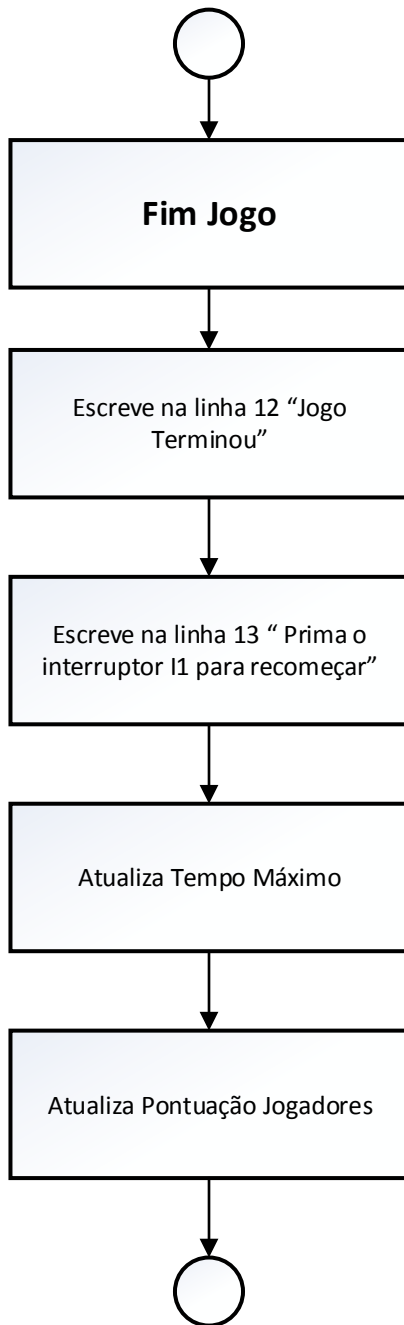 Fim Jogo
Escreve na linha 12 “Jogo
Terminou”
Escreve na linha 13 “ Prima o
interruptor I1 para recomeçar”
Atualiza Tempo Máximo
Atualiza Pontuação Jogadores